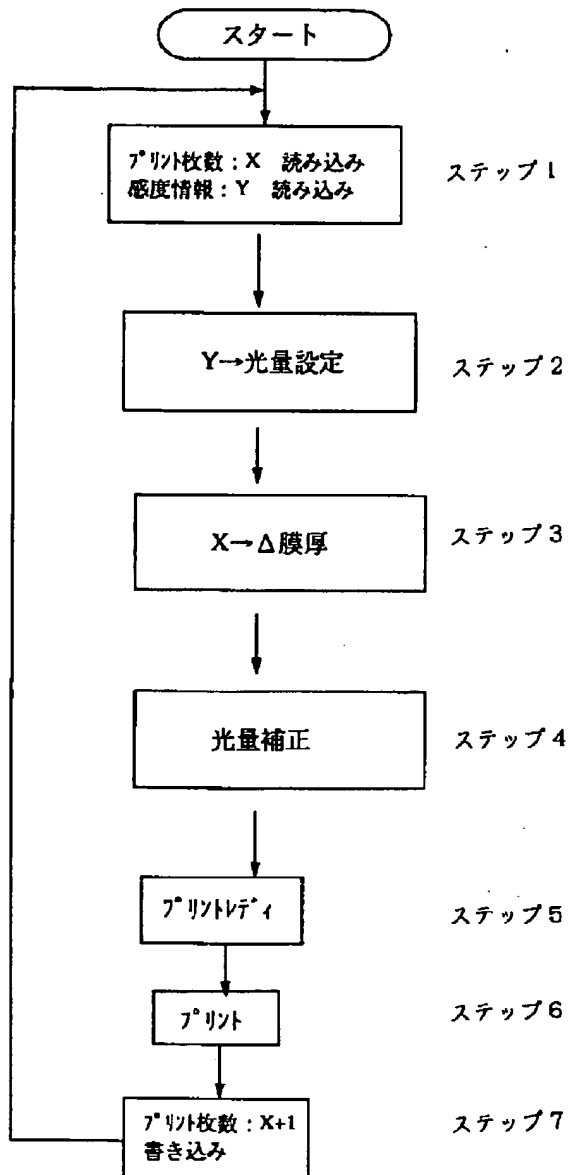 スタート
ﾌﾟﾘﾝﾄ枚数：X 読み込み
感度情報：Y 読み込み
ステップ1
Y→光量設定
ステップ2
X→Δ膜厚
ステップ3
光量補正
ステップ4
ﾌﾟﾘﾝﾄﾚﾃﾞｨ
ステップ5
ﾌﾟﾘﾝﾄ
ステップ6
ﾌﾟﾘﾝﾄ枚数：X+1
書き込み
ステップ7